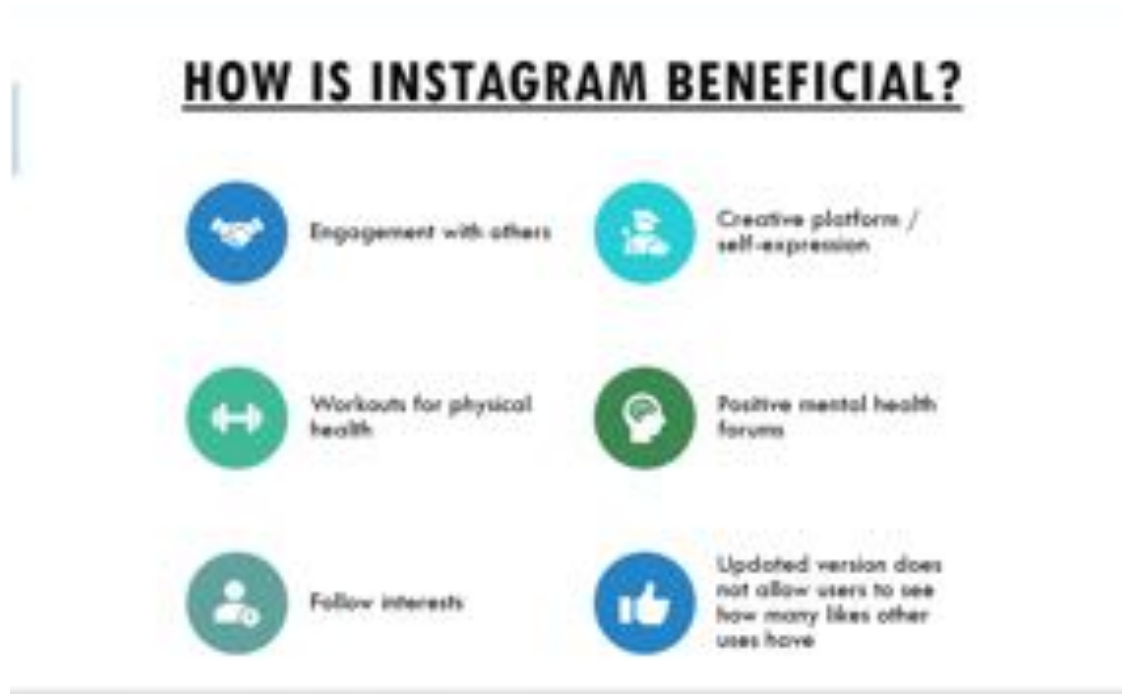 HOW IS INSTAGRAM BENEFICIAL?
Engagement with others
Creative platform /
self-expression
Workouts for physical
health
Positive mental health
forums
Follow interests
Updated version does
not allow users to see
how many likes other
uses have